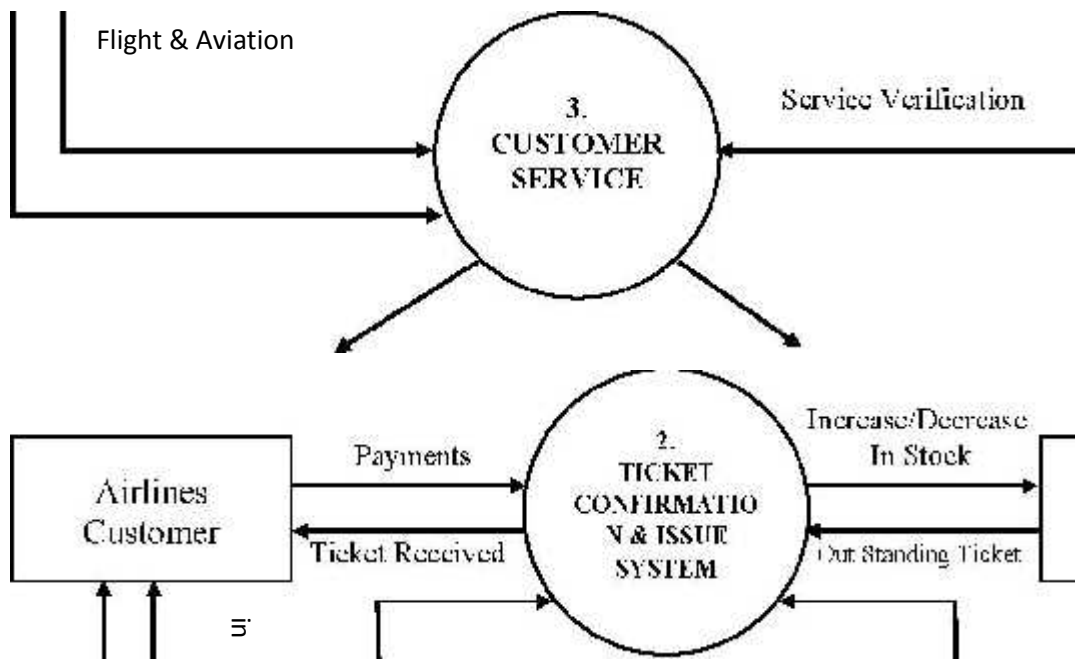 Flight & Aviation
3.
CUSTOMER
SERVICE
Service Verification
Airlines
Customer
Payments
Ticket Received
2.
TICKET
CONFIRMATIO
N & ISSUE
SYSTEM
Increase/Decrease
In Stock
Out Standing Ticket
in